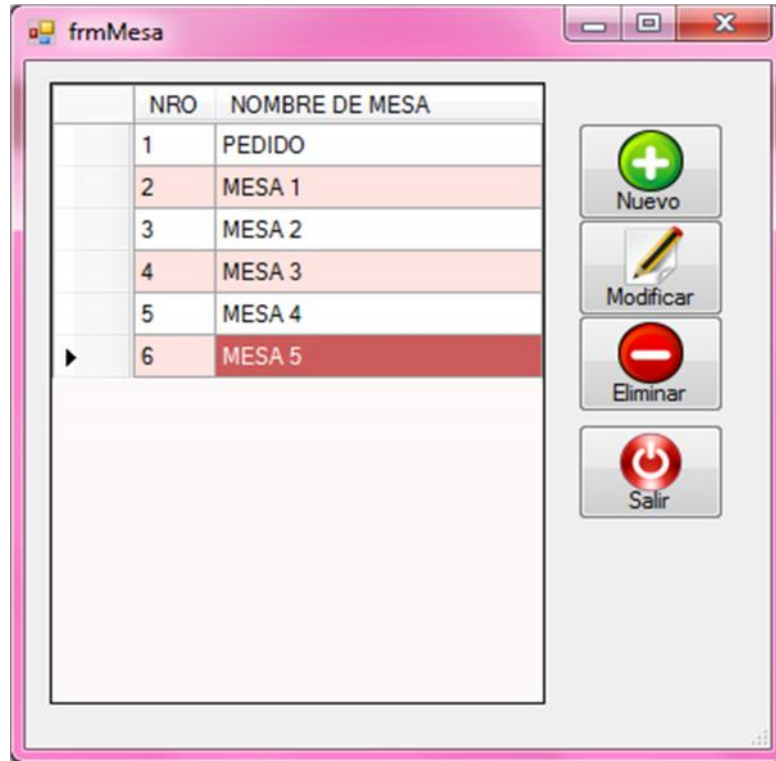 frmMesa
NRO NOMBRE DE MESA
1 PEDIDO
2 MESA 1
3 MESA 2
4 MESA 3
5 MESA 4
6 MESA 5
Nuevo
Modificar
Eliminar
Salir